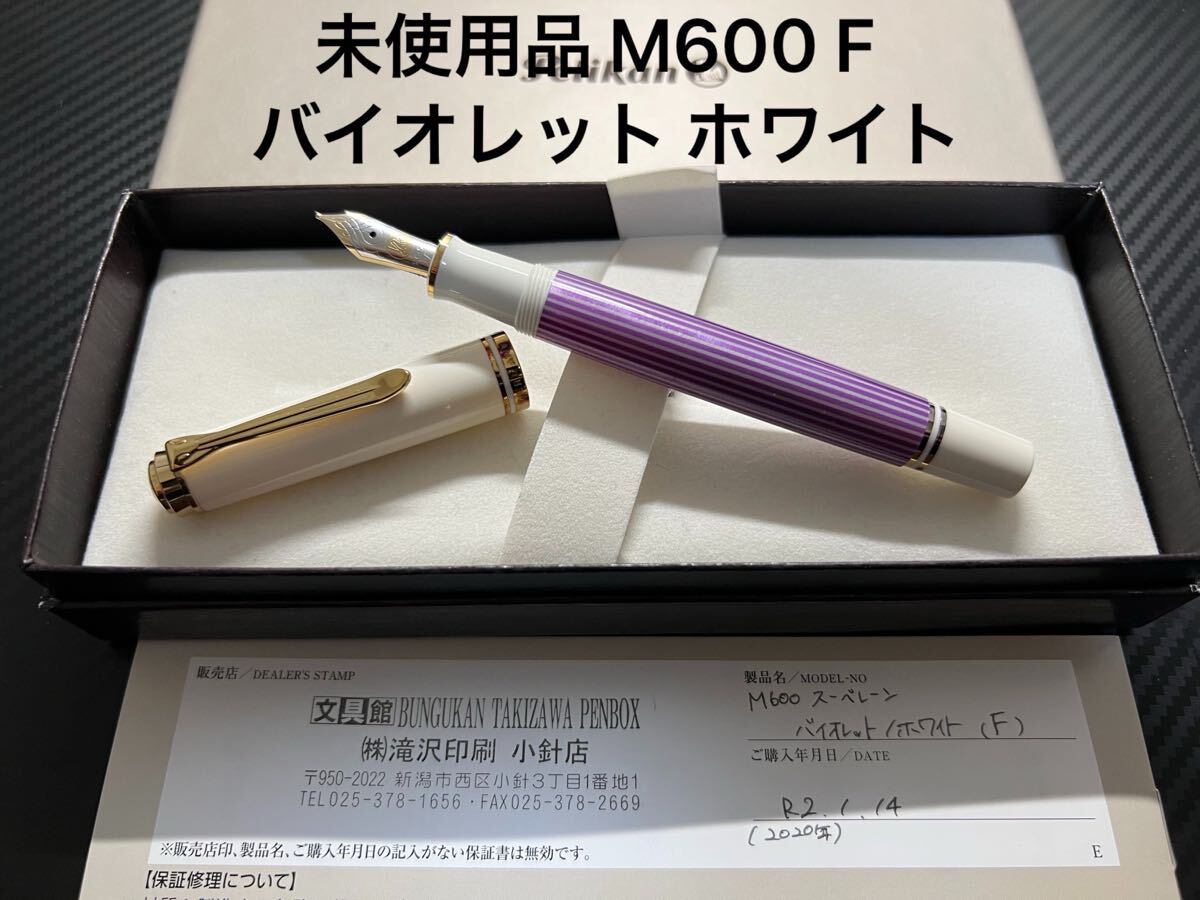 未使用品 M600 F
Pelikan
バイオレット ホワイト
販売店／DEALER'S STAMP
文具館 BUNGUKAN TAKIZAWA PENBOX
㈱滝沢印刷 小針店
〒950-2022 新潟市西区小針3丁目1番地1
TEL 025-378-1656・FAX 025-378-2669
製品名／MODEL-NO
M600 スーベレーン
バイオレット／ホワイト (F)
ご購入年月日／DATE
R2.1.14
(2020年)
※販売店印、製品名、ご購入年月日の記入がない保証書は無効です。
E
【保証修理について】